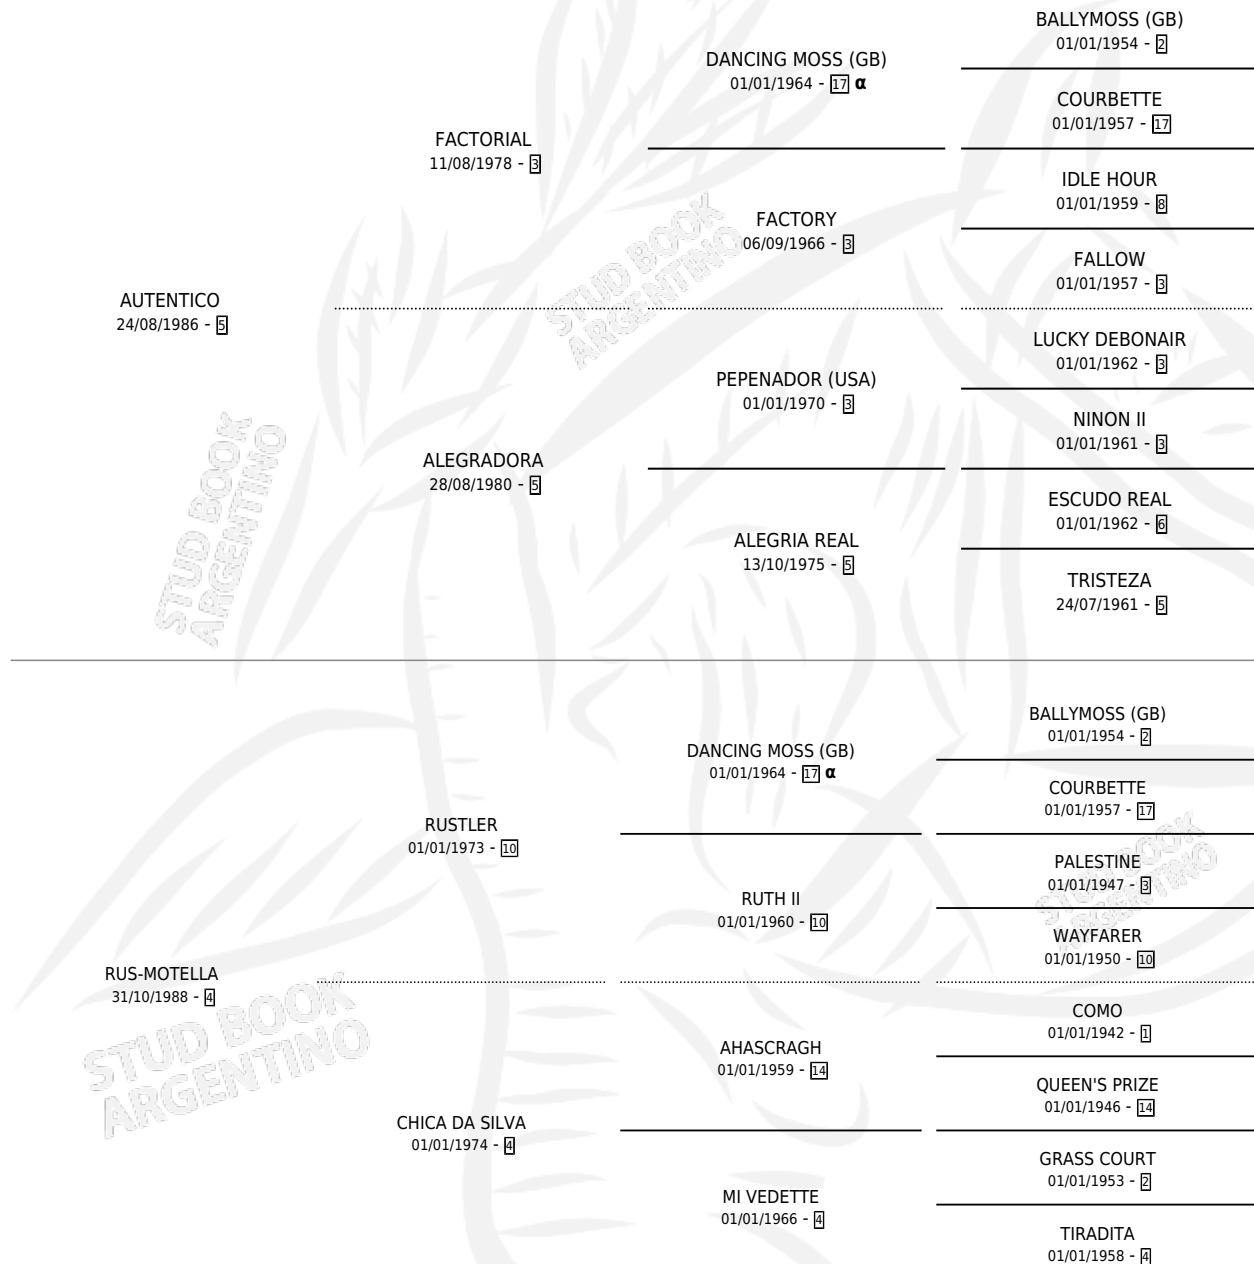 BALLYMOSS (GB)
01/01/1954 - 2
DANCING MOSS (GB)
01/01/1964 - 17 α
COURBETTE
01/01/1957 - 17
FACTORIAL
11/08/1978 - 3
IDLE HOUR
01/01/1959 - 8
FACTORY
06/09/1966 - 3
FALLOW
01/01/1957 - 3
AUTENTICO
24/08/1986 - 5
LUCKY DEBONAIR
01/01/1962 - 3
PEPENADOR (USA)
01/01/1970 - 3
NINON II
01/01/1961 - 3
ALEGRADORA
28/08/1980 - 5
ESCUDO REAL
01/01/1962 - 6
ALEGRIA REAL
13/10/1975 - 5
TRISTEZA
24/07/1961 - 5
STUD BOOK
ARGENTINO
STUD BOOK
ARGENTINO
BALLYMOSS (GB)
01/01/1954 - 2
DANCING MOSS (GB)
01/01/1964 - 17 α
COURBETTE
01/01/1957 - 17
RUSTLER
01/01/1973 - 10
PALESTINE
01/01/1947 - 3
RUTH II
01/01/1960 - 10
WAYFARER
01/01/1950 - 10
RUS-MOTELLA
31/10/1988 - 4
COMO
01/01/1942 - 1
AHASCRAGH
01/01/1959 - 14
QUEEN'S PRIZE
01/01/1946 - 14
CHICA DA SILVA
01/01/1974 - 4
GRASS COURT
01/01/1953 - 2
MI VEDETTE
01/01/1966 - 4
TIRADITA
01/01/1958 - 4
STUD BOOK
ARGENTINO
STUD BOOK
ARGENTINO